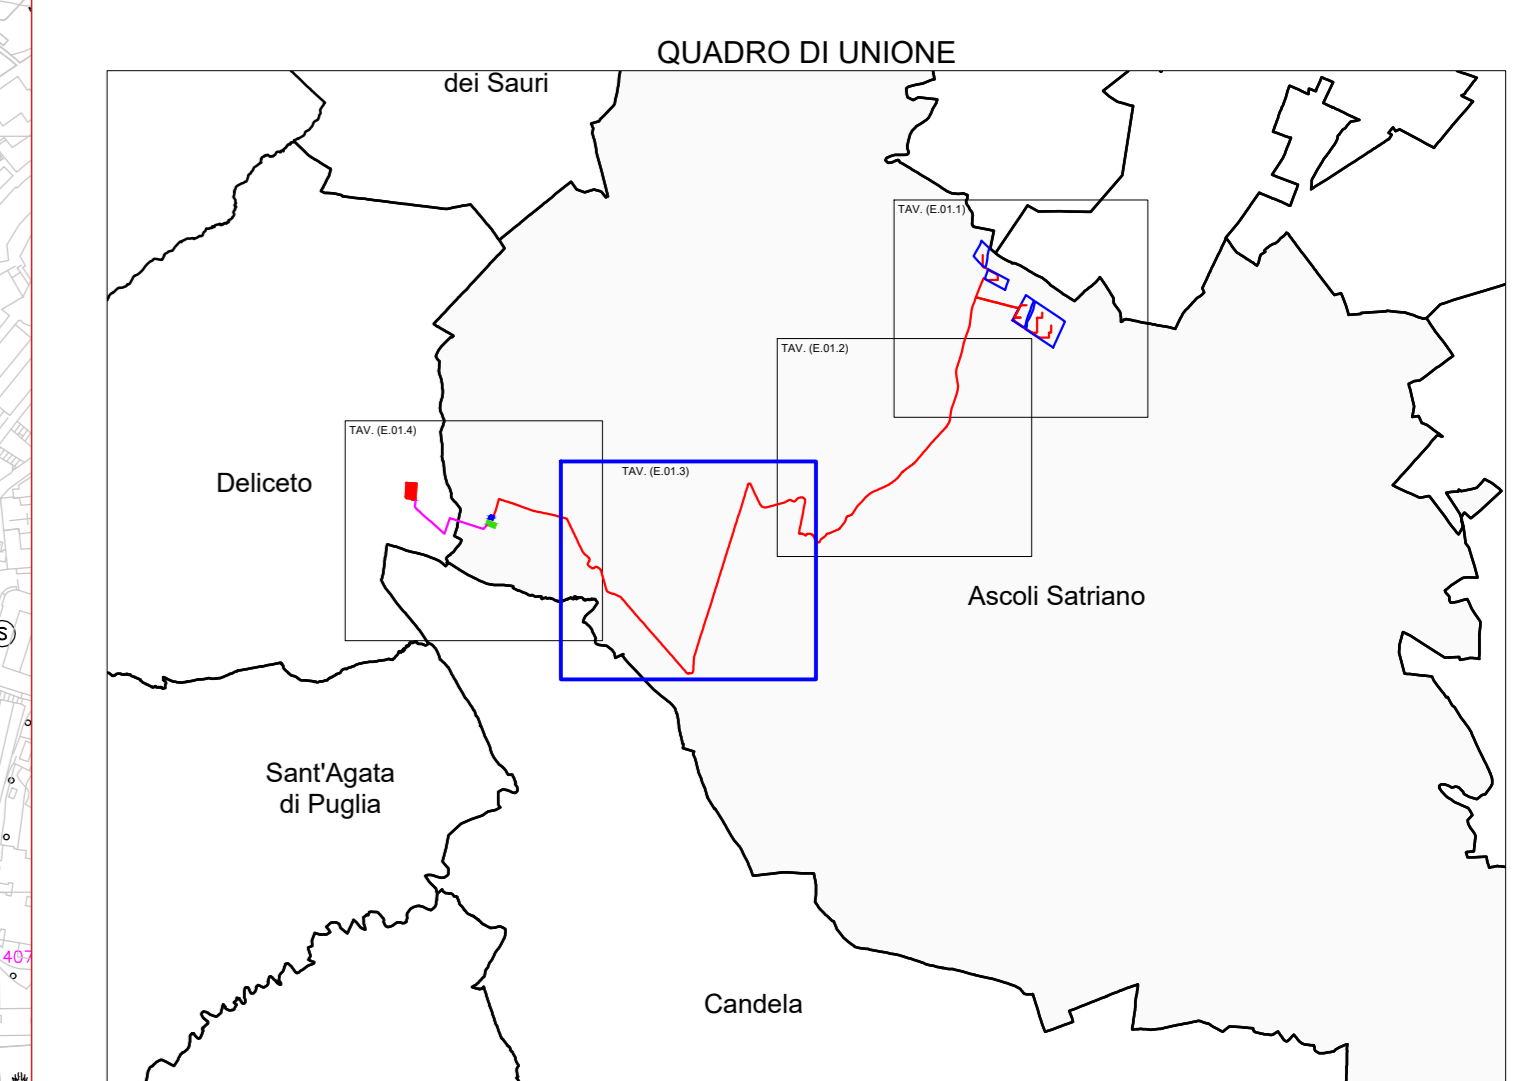 QUADRO DI UNIONE
dei Sauri
TAV. (E.01.1)
TAV. (E.01.2)
TAV. (E.01.4)
TAV. (E.01.3)
Deliceto
Ascoli Satriano
S
Sant'Agata
di Puglia
407
Candela